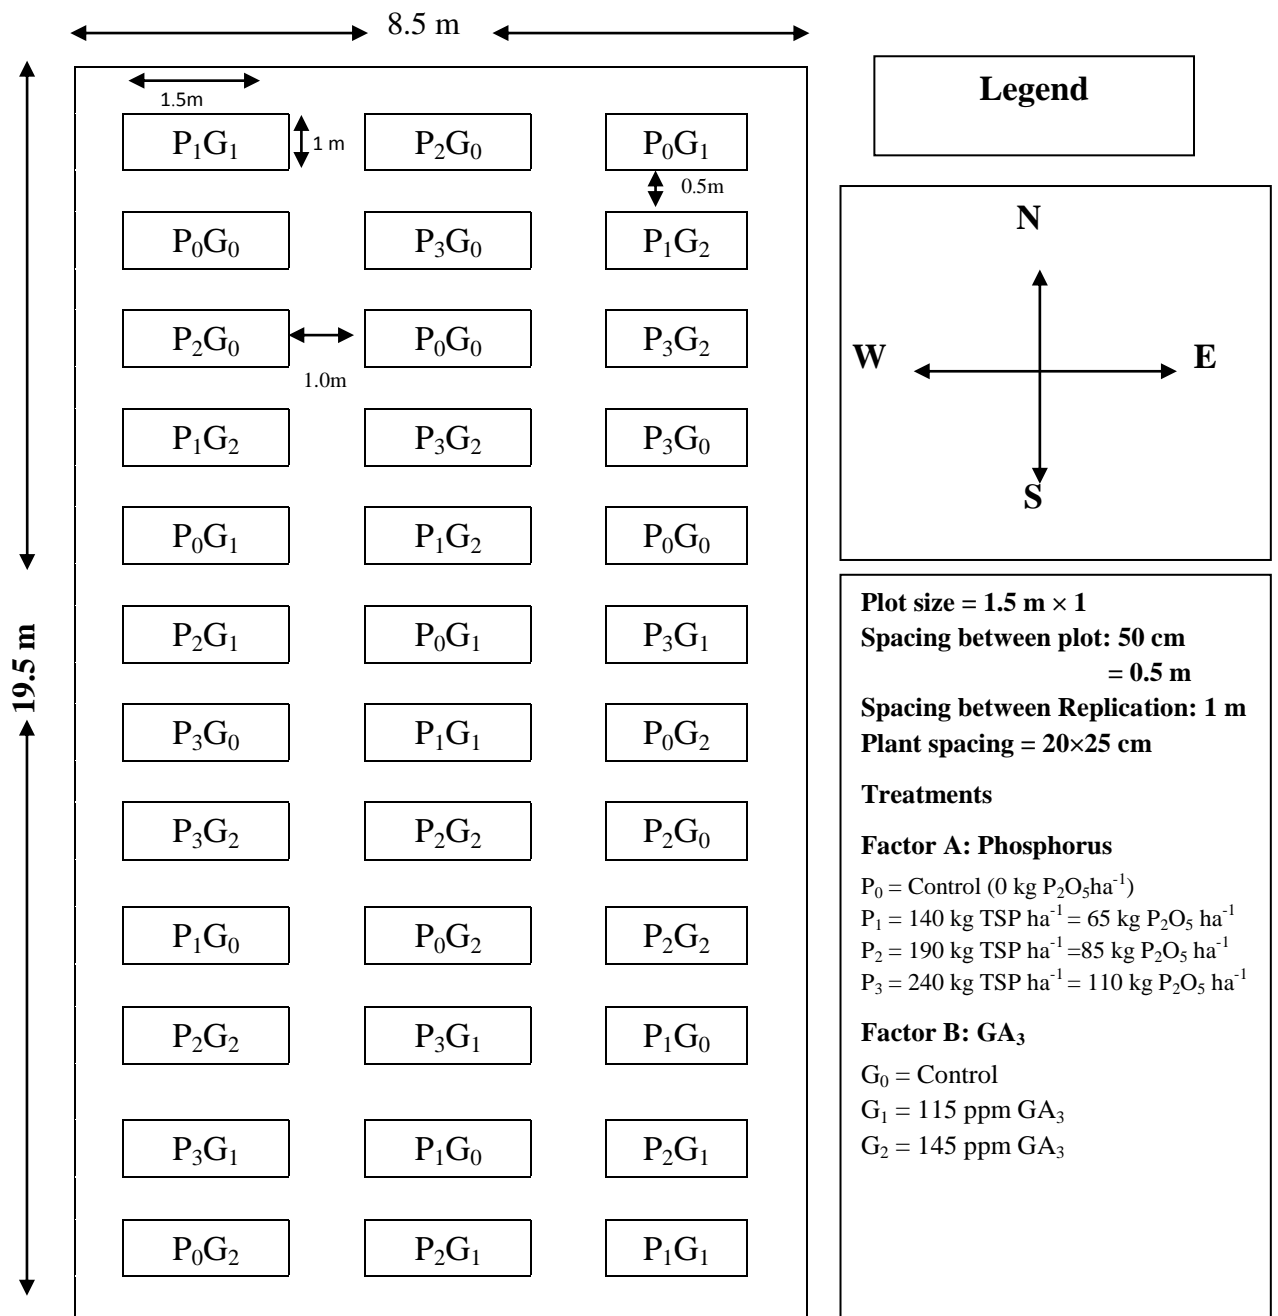 8.5 m
1.5m
P₁G₁ 1 m P₂G₀ P₀G₁
0.5m
P₀G₀ P₃G₀ P₁G₂
P₂G₀ P₀G₀ P₃G₂
1.0m
P₁G₂ P₃G₂ P₃G₀
P₀G₁ P₁G₂ P₀G₀
P₂G₁ P₀G₁ P₃G₁
19.5 m
P₃G₀ P₁G₁ P₀G₂
P₃G₂ P₂G₂ P₂G₀
P₁G₀ P₀G₂ P₂G₂
P₂G₂ P₃G₁ P₁G₀
P₃G₁ P₁G₀ P₂G₁
P₀G₂ P₂G₁ P₁G₁
Legend
N
W E
S
Plot size = 1.5 m × 1
Spacing between plot: 50 cm
= 0.5 m
Spacing between Replication: 1 m
Plant spacing = 20×25 cm
Treatments
Factor A: Phosphorus
P₀ = Control (0 kg P₂O₅ha⁻¹)
P₁ = 140 kg TSP ha⁻¹ = 65 kg P₂O₅ ha⁻¹
P₂ = 190 kg TSP ha⁻¹ =85 kg P₂O₅ ha⁻¹
P₃ = 240 kg TSP ha⁻¹ = 110 kg P₂O₅ ha⁻¹
Factor B: GA₃
G₀ = Control
G₁ = 115 ppm GA₃
G₂ = 145 ppm GA₃